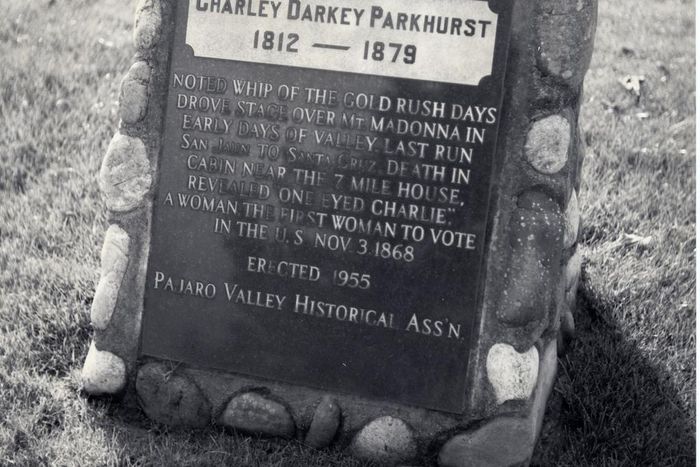 CHARLEY DARKEY PARKHURST
1812 — 1879
NOTED WHIP OF THE GOLD RUSH DAYS
DROVE STAGE OVER MT. MADONNA IN
EARLY DAYS OF VALLEY. LAST RUN
SAN JUAN TO SANTA CRUZ. DEATH IN
CABIN NEAR THE 7 MILE HOUSE,
REVEALED "ONE EYED CHARLIE",
A WOMAN, THE FIRST WOMAN TO VOTE
IN THE U.S. NOV. 3, 1868
ERECTED 1955
PAJARO VALLEY HISTORICAL ASS'N.